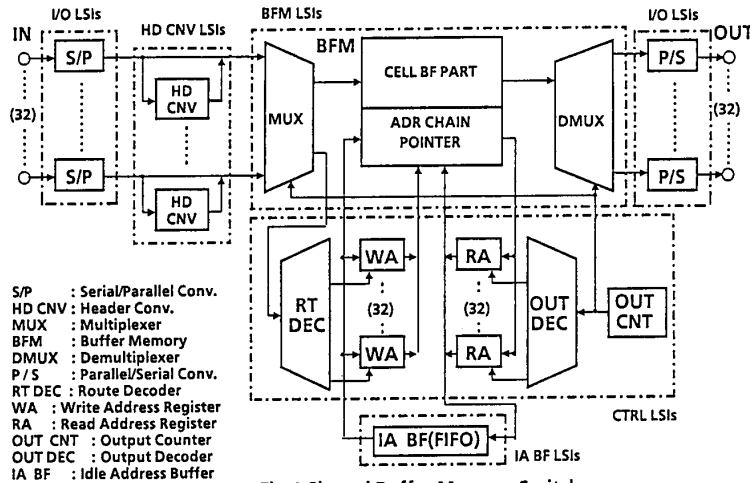 I/O LSIs
HD CNV LSIs
BFM LSIs
I/O LSIs
IN
OUT
S/P
HD CNV
(32)
S/P
HD CNV
MUX
BFM
CELL BF PART
ADR CHAIN POINTER
DMUX
P/S
(32)
P/S
RT DEC
WA
(32)
WA
RA
(32)
RA
OUT DEC
OUT CNT
CTRL LSIs
IA BF(FIFO)
IA BF LSIs
S/P : Serial/Parallel Conv.
HD CNV : Header Conv.
MUX : Multiplexer
BFM : Buffer Memory
DMUX : Demultiplexer
P/S : Parallel/Serial Conv.
RT DEC : Route Decoder
WA : Write Address Register
RA : Read Address Register
OUT CNT : Output Counter
OUT DEC : Output Decoder
IA BF : Idle Address Buffer